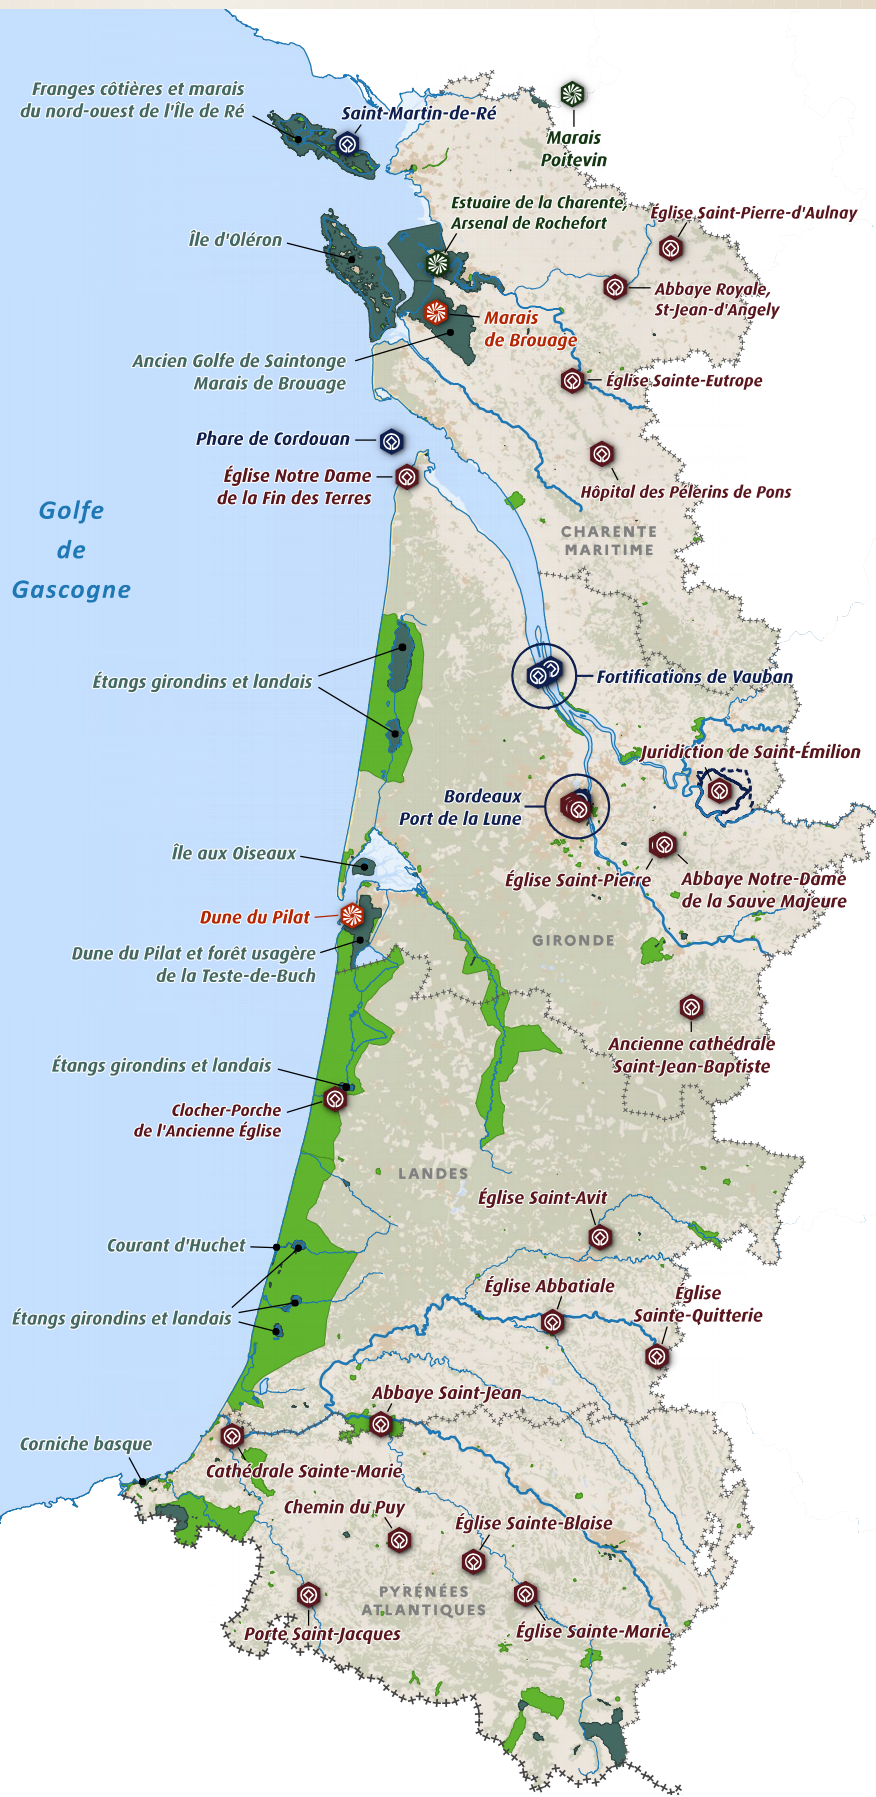 Franges côtières et marais
du nord-ouest de l'Île de Ré
Saint-Martin-de-Ré
Marais
Poitevin
Estuaire de la Charente,
Arsenal de Rochefort
Église Saint-Pierre-d'Aulnay
Île d'Oléron
Abbaye Royale,
St-Jean-d'Angely
Marais
de Brouage
Ancien Golfe de Saintonge
Marais de Brouage
Église Sainte-Eutrope
Phare de Cordouan
Église Notre Dame
de la Fin des Terres
Hôpital des Pélerins de Pons
Golfe
de
Gascogne
CHARENTE
MARITIME
Étangs girondins et landais
Fortifications de Vauban
Juridiction de Saint-Émilion
Bordeaux
Port de la Lune
Île aux Oiseaux
Église Saint-Pierre
Abbaye Notre-Dame
de la Sauve Majeure
Dune du Pilat
GIRONDE
Dune du Pilat et forêt usagère
de la Teste-de-Buch
Ancienne cathédrale
Saint-Jean-Baptiste
Étangs girondins et landais
Clocher-Porche
de l'Ancienne Église
LANDES
Église Saint-Avit
Courant d'Huchet
Église Abbatiale
Église
Sainte-Quitterie
Étangs girondins et landais
Abbaye Saint-Jean
Corniche basque
Cathédrale Sainte-Marie
Chemin du Puy
Église Sainte-Blaise
PYRÉNÉES
ATLANTIQUES
Porte Saint-Jacques
Église Sainte-Marie